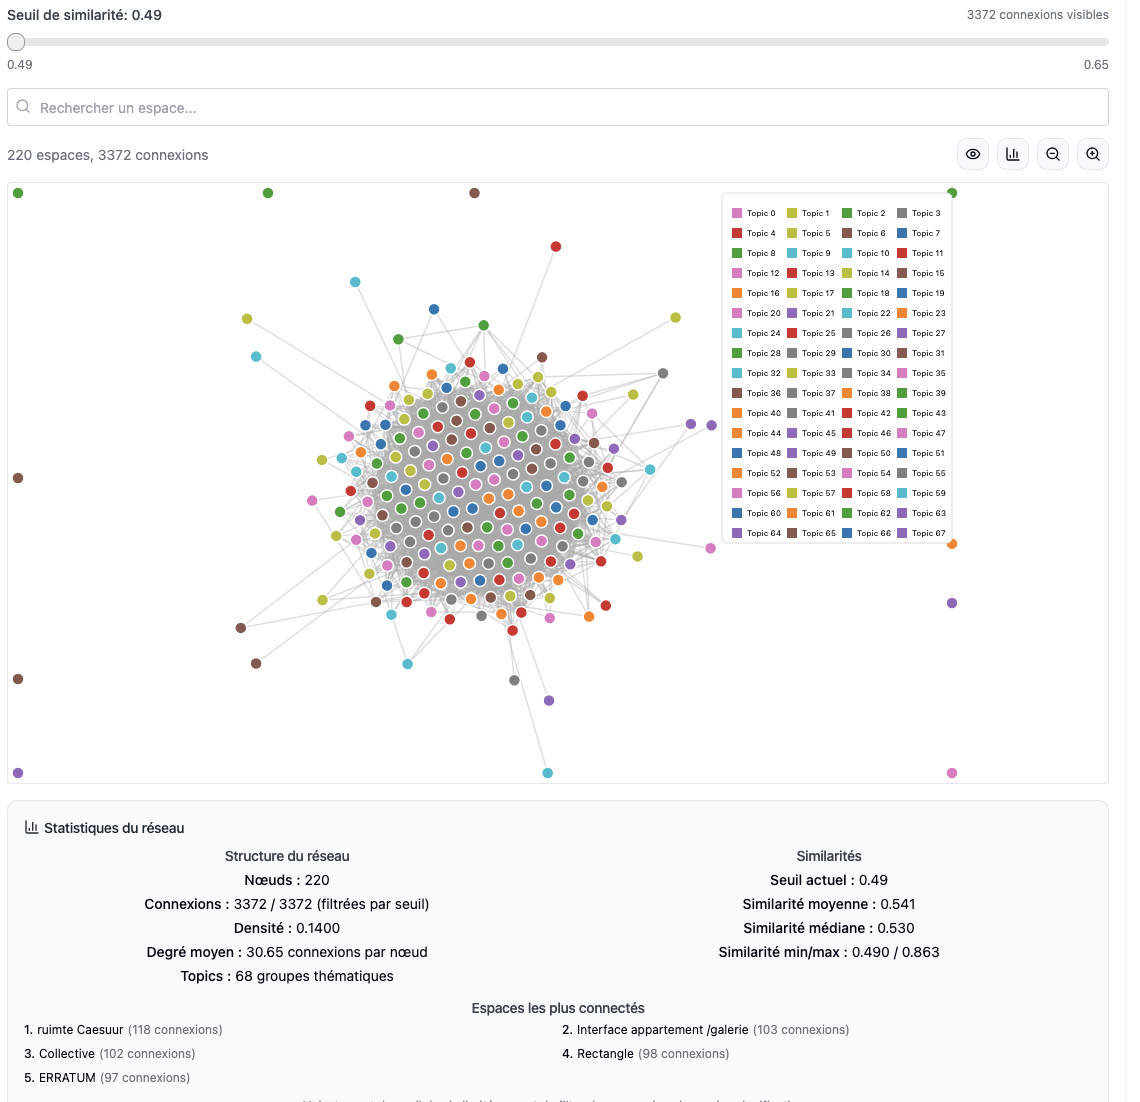 Seuil de similarité: 0.49 3372 connexions visibles
0.49 0.65
Rechercher un espace...
220 espaces, 3372 connexions
Topic 0 Topic 1 Topic 2 Topic 3
Topic 4 Topic 5 Topic 6 Topic 7
Topic 8 Topic 9 Topic 10 Topic 11
Topic 12 Topic 13 Topic 14 Topic 15
Topic 16 Topic 17 Topic 18 Topic 19
Topic 20 Topic 21 Topic 22 Topic 23
Topic 24 Topic 25 Topic 26 Topic 27
Topic 28 Topic 29 Topic 30 Topic 31
Topic 32 Topic 33 Topic 34 Topic 35
Topic 36 Topic 37 Topic 38 Topic 39
Topic 40 Topic 41 Topic 42 Topic 43
Topic 44 Topic 45 Topic 46 Topic 47
Topic 48 Topic 49 Topic 50 Topic 51
Topic 52 Topic 53 Topic 54 Topic 55
Topic 56 Topic 57 Topic 58 Topic 59
Topic 60 Topic 61 Topic 62 Topic 63
Topic 64 Topic 65 Topic 66 Topic 67
Statistiques du réseau
Structure du réseau
Nœuds : 220
Connexions : 3372 / 3372 (filtrées par seuil)
Densité : 0.1400
Degré moyen : 30.65 connexions par nœud
Topics : 68 groupes thématiques
Similarités
Seuil actuel : 0.49
Similarité moyenne : 0.541
Similarité médiane : 0.530
Similarité min/max : 0.490 / 0.863
Espaces les plus connectés
1. ruimte Caesuur (118 connexions)
2. Interface appartement /galerie (103 connexions)
3. Collective (102 connexions)
4. Rectangle (98 connexions)
5. ERRATUM (97 connexions)